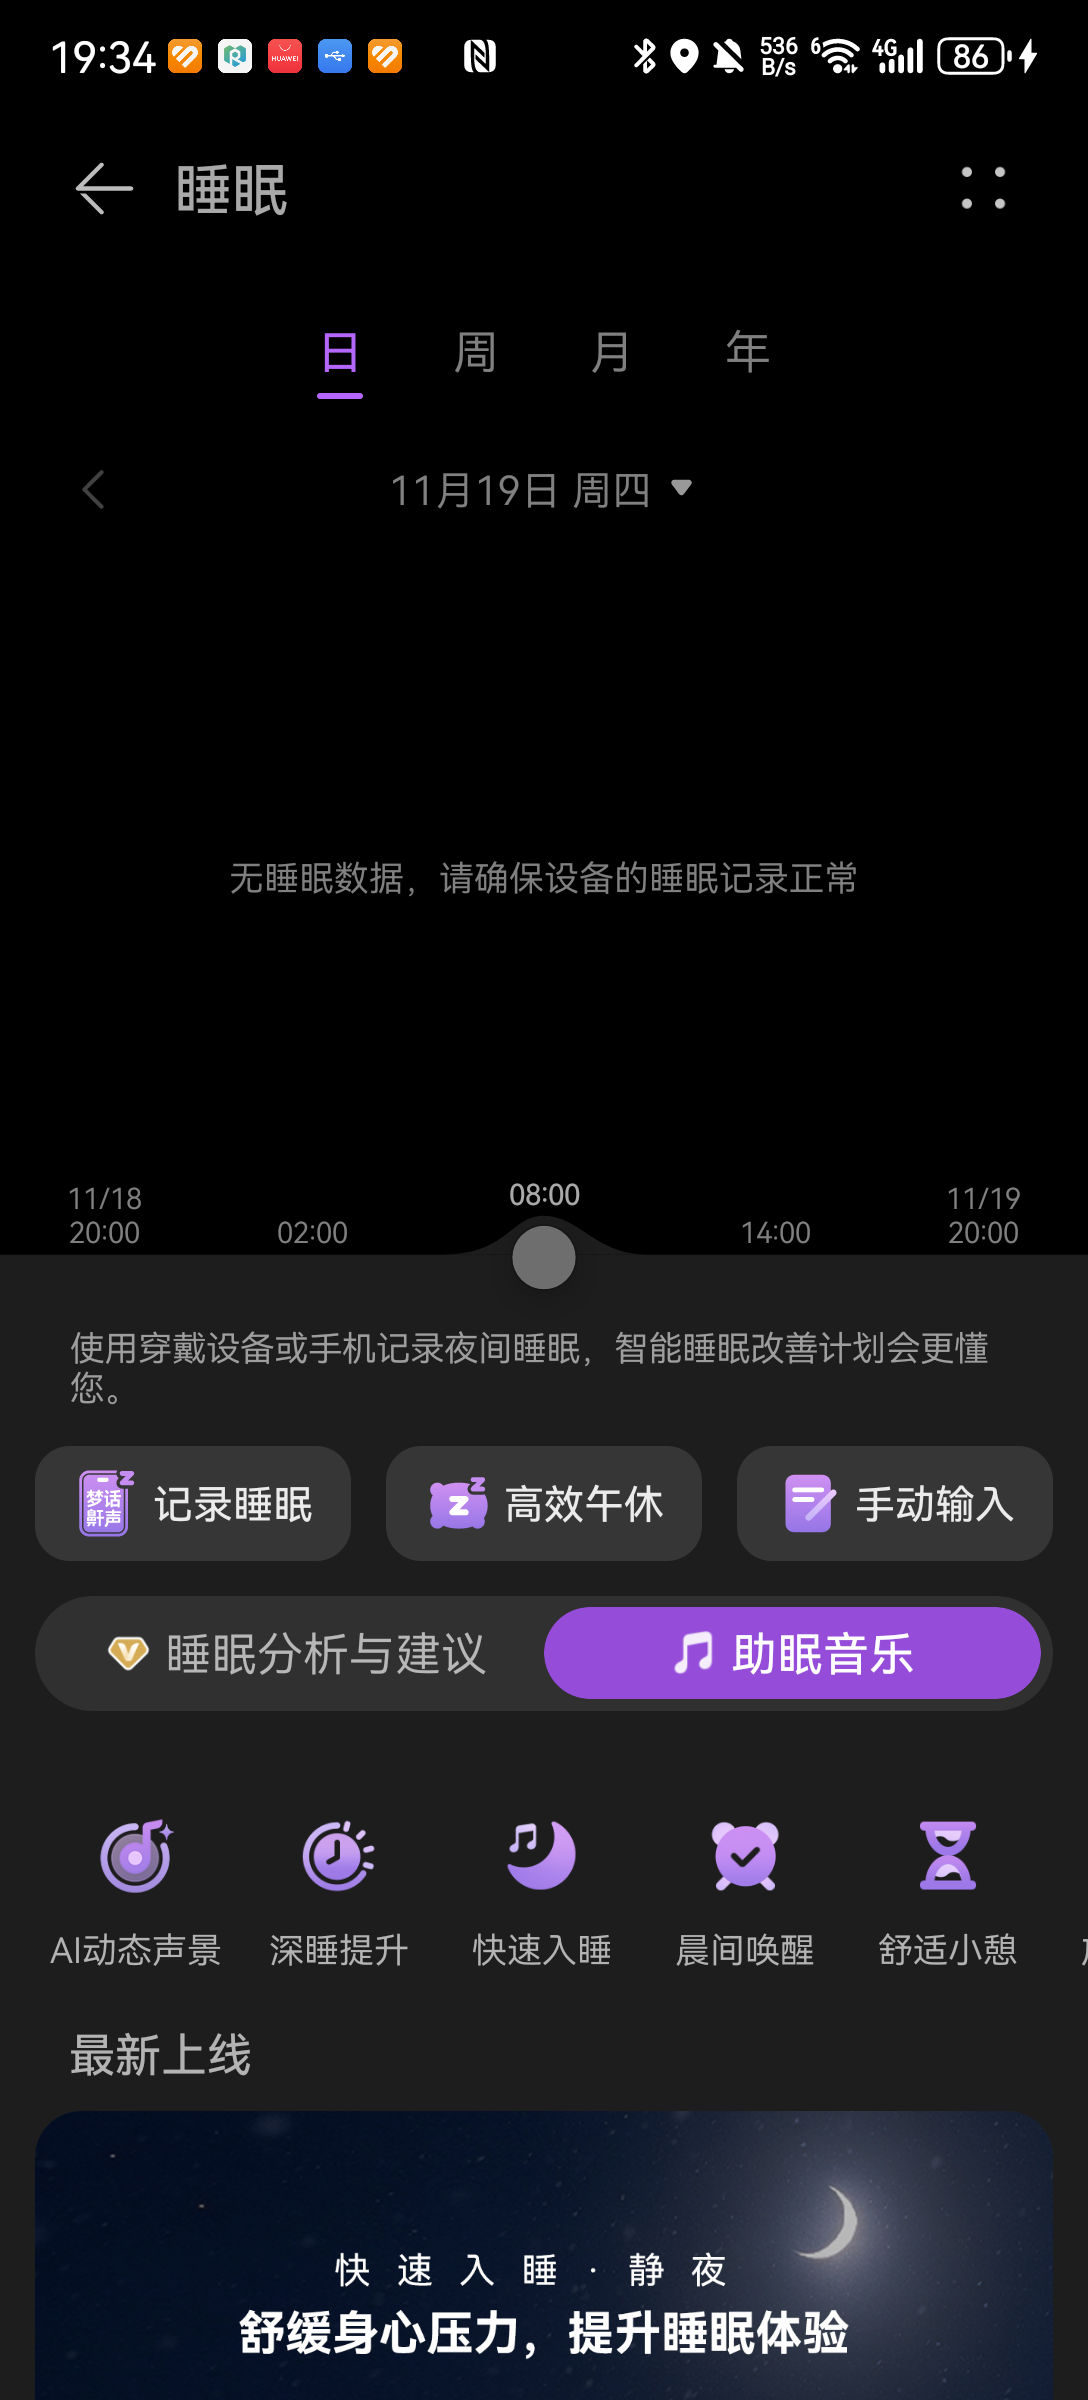 19:34
HUAWEI
536
B/s
6
4G
86
睡眠
日 周 月 年
11月19日 周四
无睡眠数据，请确保设备的睡眠记录正常
11/18
20:00
02:00
08:00
14:00
11/19
20:00
使用穿戴设备或手机记录夜间睡眠，智能睡眠改善计划会更懂
您。
梦话
鼾声
记录睡眠
高效午休
手动输入
睡眠分析与建议
助眠音乐
AI动态声景
深睡提升
快速入睡
晨间唤醒
舒适小憩
最新上线
快速入睡·静夜
舒缓身心压力，提升睡眠体验